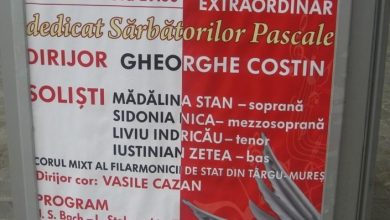 EXTRAORDINAR
dedicat Sărbătorilor Pascale
DIRIJOR GHEORGHE COSTIN
SOLIȘTI MĂDĂLINA STAN – soprană
SIDONIA NICA – mezzosoprană
LIVIU INDRICĂU – tenor
IUSTINIAN ZETEA – bas
CORUL MIXT AL FILARMONICII DE STAT DIN TÂRGU-MUREȘ
Dirijor cor: VASILE CAZAN
PROGRAM
J. S. Bach – L.